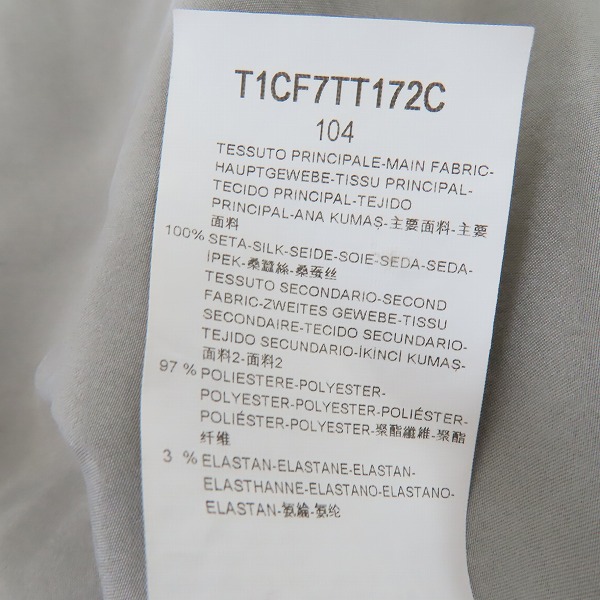 T1CF7TT172C
104
TESSUTO PRINCIPALE-MAIN FABRIC-
HAUPTGEWEBE-TISSU PRINCIPAL-
TECIDO PRINCIPAL-TEJIDO
PRINCIPAL-ANA KUMAŞ-主要面料-主要
面料
100% SETA-SILK-SEIDE-SOIE-SEDA-SEDA-
İPEK-桑蠶絲-桑蚕丝
TESSUTO SECONDARIO-SECOND
FABRIC-ZWEITES GEWEBE-TISSU
SECONDAIRE-TECIDO SECUNDARIO-
TEJIDO SECUNDARIO-İKİNCİ KUMAŞ-
面料2-面料2
97 % POLIESTERE-POLYESTER-
POLYESTER-POLYESTER-POLIÉSTER-
POLIÉSTER-POLYESTER-聚酯纖維-聚酯
纤维
3 % ELASTAN-ELASTANE-ELASTAN-
ELASTHANNE-ELASTANO-ELASTANO-
ELASTAN-氨綸-氨纶